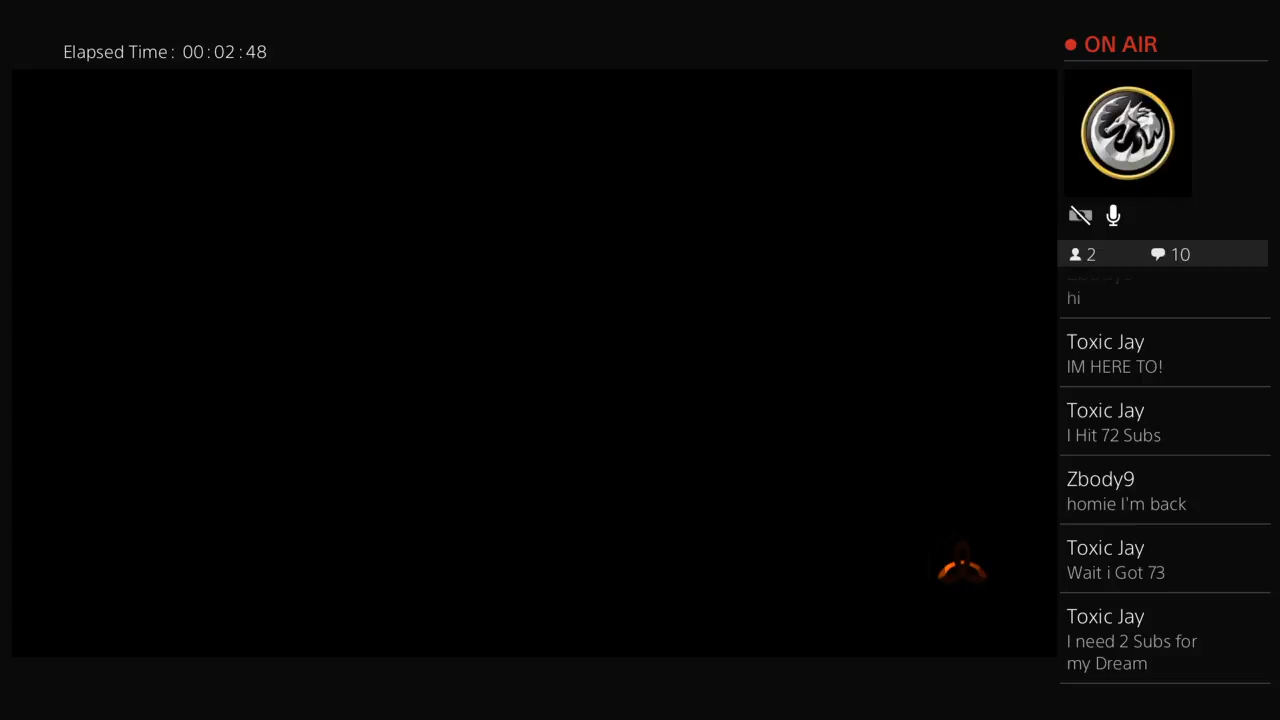 Elapsed Time: 00:02:48
ON AIR
2 10
hi
Toxic Jay
IM HERE TO!
Toxic Jay
I Hit 72 Subs
Zbody9
homie I'm back
Toxic Jay
Wait i Got 73
Toxic Jay
I need 2 Subs for
my Dream